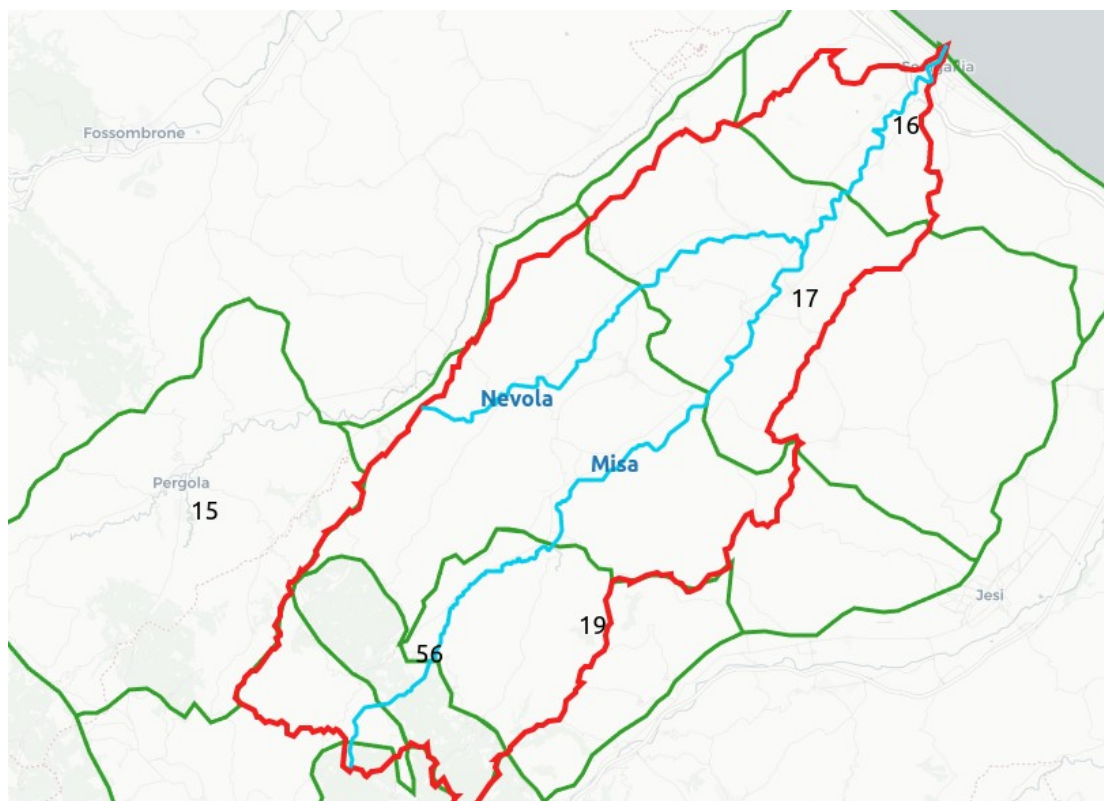 Senigallia
16
Fossombrone
17
Nevola
Misa
Pergola
15
Jesi
19
56